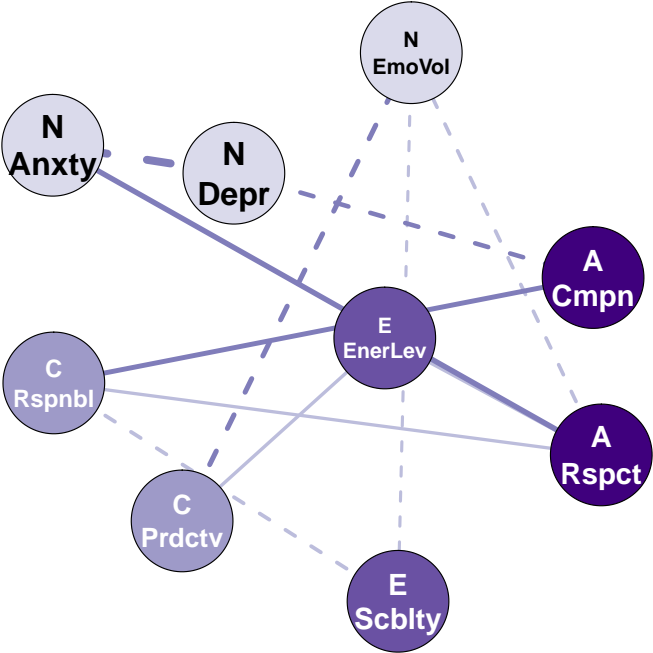 N
EmoVol
N
Anxty
N
Depr
A
Cmpn
E
EnerLev
C
Rspnbl
A
Rspct
C
Prdctv
E
Scblty